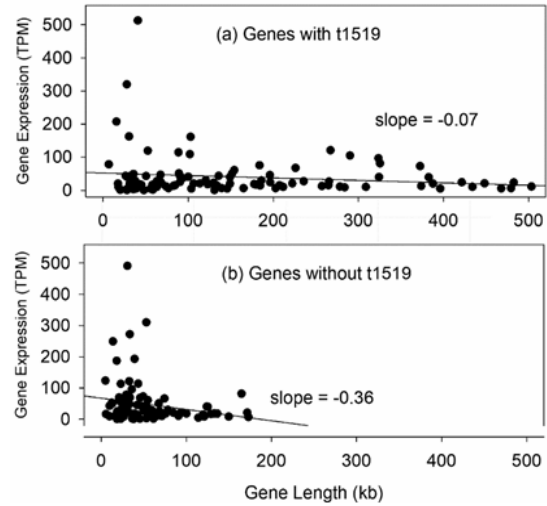 (a) Genes with t1519
Gene Expression (TPM)
500
400
300
200
100
0
slope = -0.07
0 100 200 300 400 500
(b) Genes without t1519
Gene Expression (TPM)
500
400
300
200
100
0
slope = -0.36
0 100 200 300 400 500
Gene Length (kb)